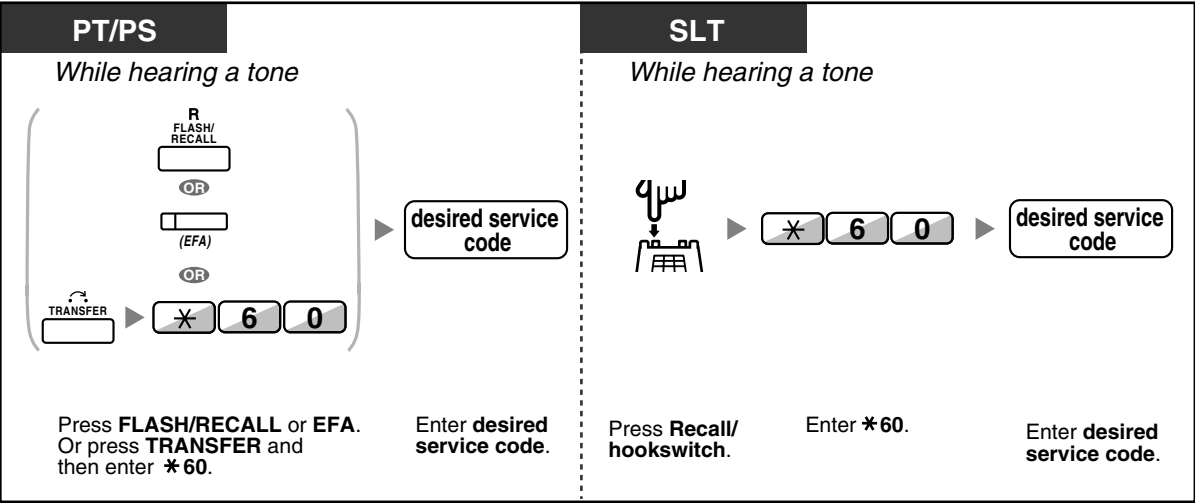 PT/PS
While hearing a tone
R
FLASH/
RECALL
OR
(EFA)
OR
TRANSFER
* 6 0
desired service
code
Press FLASH/RECALL or EFA.
Or press TRANSFER and
then enter *60.
Enter desired
service code.
SLT
While hearing a tone
* 6 0
desired service
code
Press Recall/
hookswitch.
Enter *60.
Enter desired
service code.